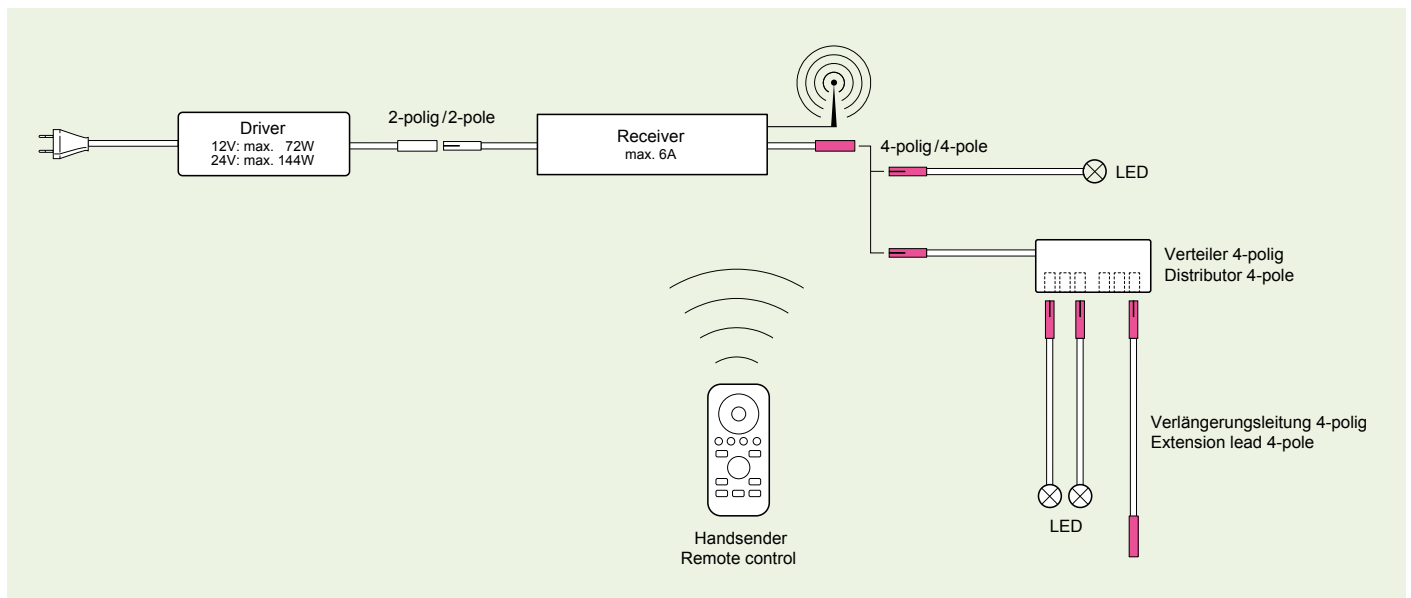 Driver
12V: max. 72W
24V: max. 144W
2-polig/2-pole
Receiver
max. 6A
4-polig/4-pole
LED
Verteiler 4-polig
Distributor 4-pole
Verlängerungsleitung 4-polig
Extension lead 4-pole
LED
Handsender
Remote control